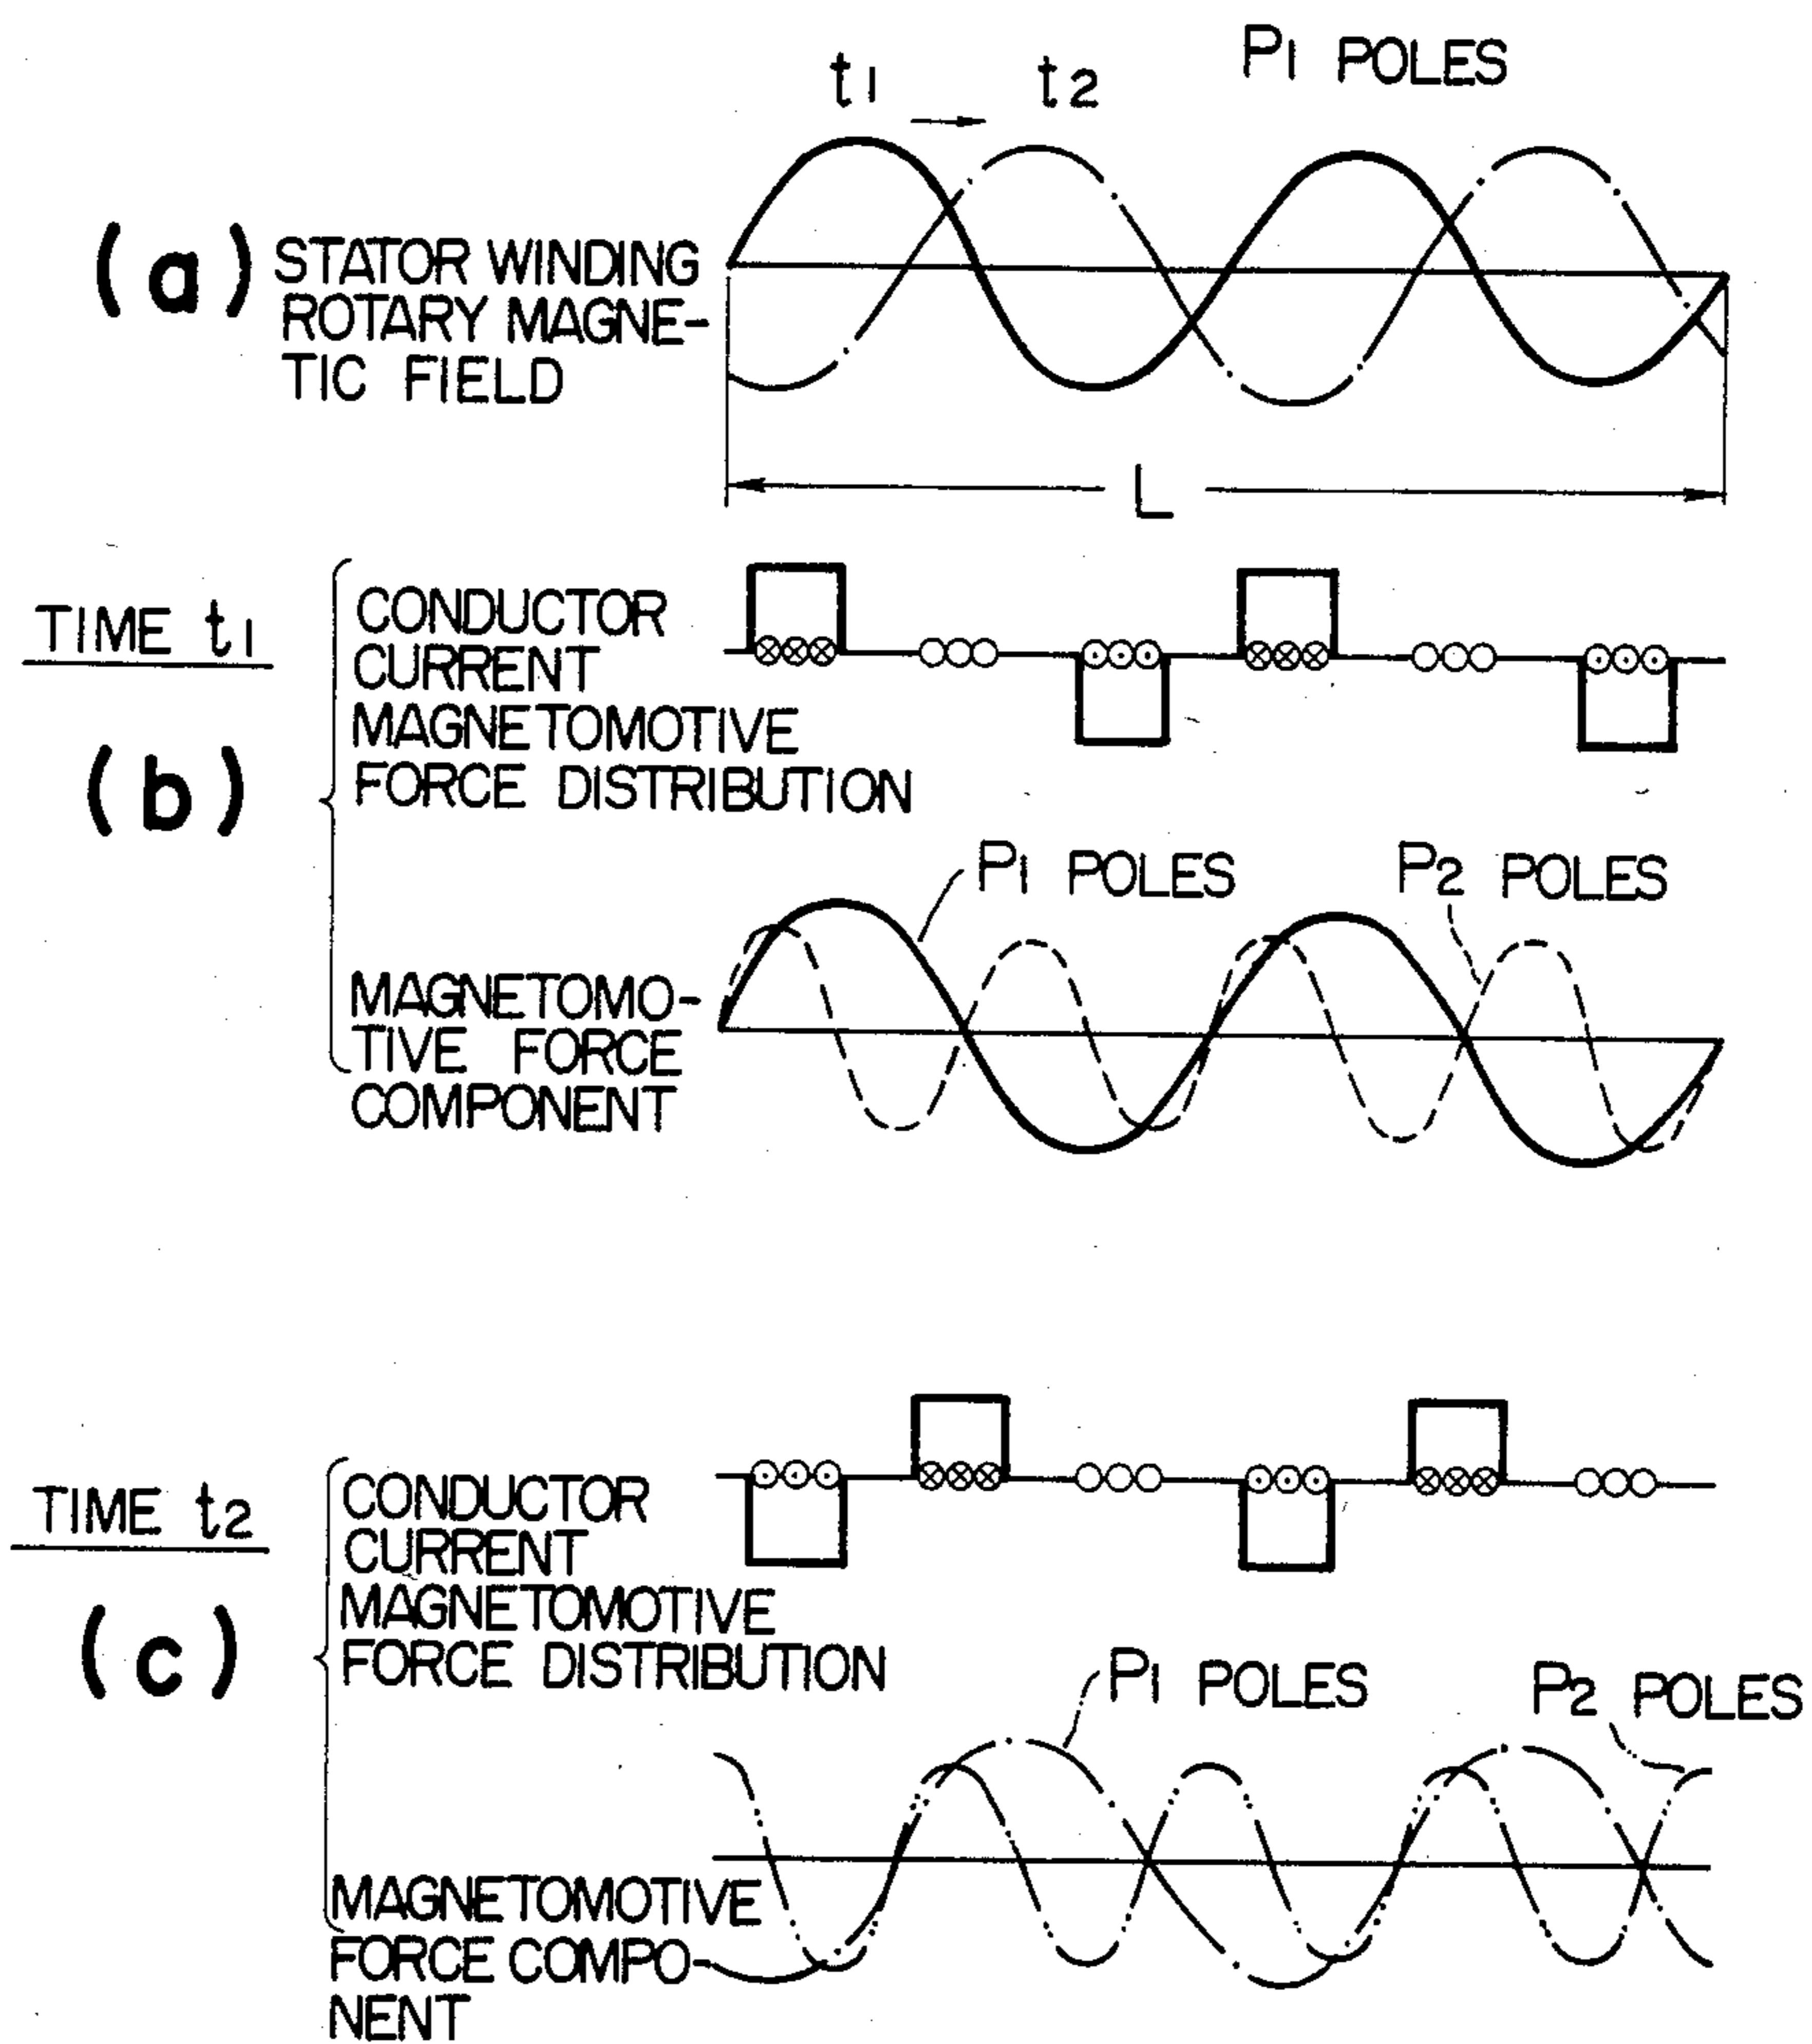 P1 POLES
t1 → t2
(a) STATOR WINDING
ROTARY MAGNE-
TIC FIELD
L
TIME t1
(b)
CONDUCTOR
CURRENT
MAGNETOMOTIVE
FORCE DISTRIBUTION
P1 POLES
P2 POLES
MAGNETOMO-
TIVE FORCE
COMPONENT
TIME t2
(c)
CONDUCTOR
CURRENT
MAGNETOMOTIVE
FORCE DISTRIBUTION
P1 POLES
P2 POLES
MAGNETOMOTIVE
FORCE COMPO-
NENT